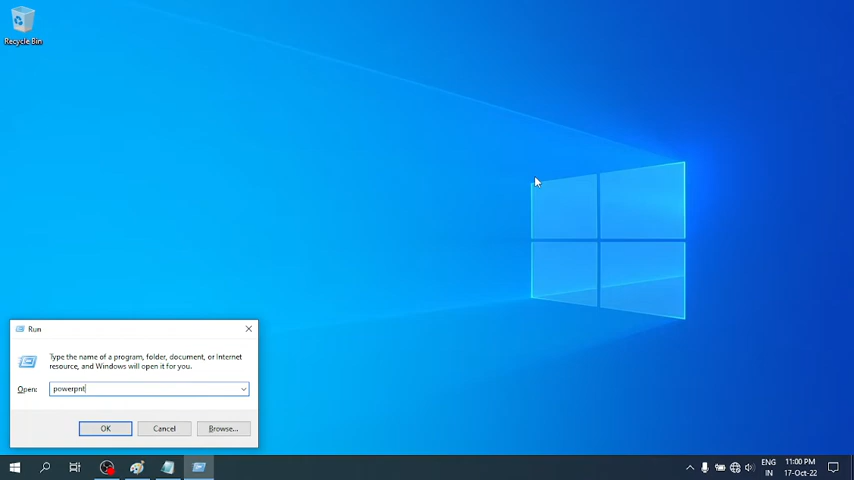 Recycle Bin
Run
Type the name of a program, folder, document, or Internet
resource, and Windows will open it for you.
Open: powerpnt
OK Cancel Browse...
ENG 11:00 PM
IN 17-Oct-22